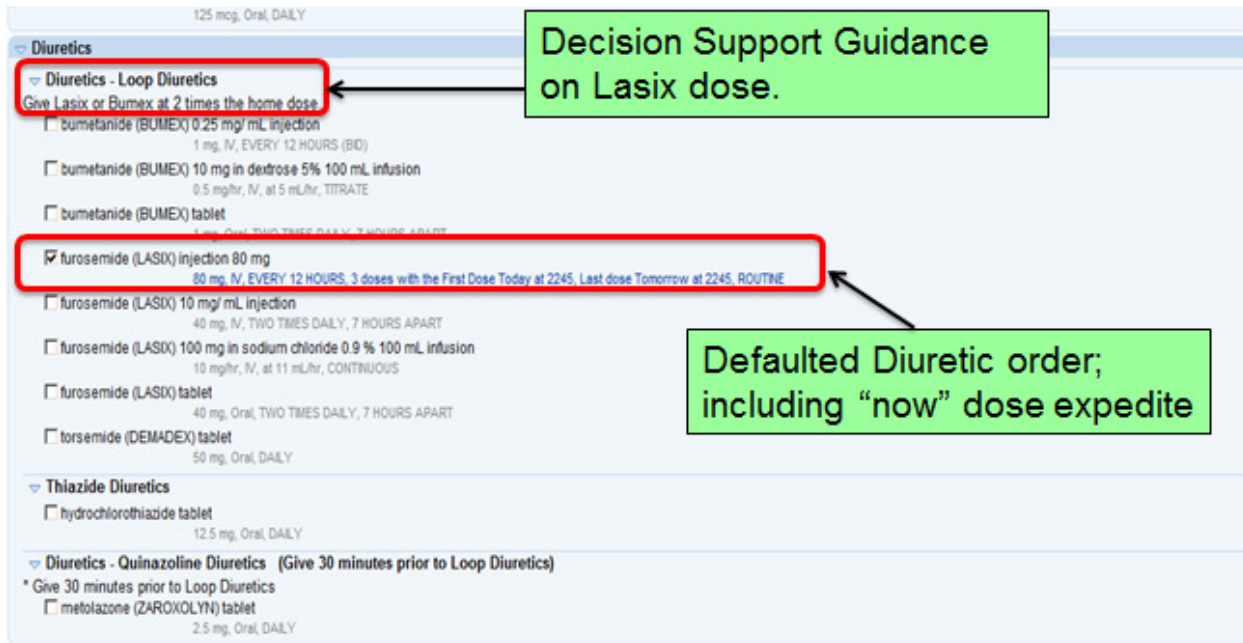 125 mcg, Oral, DAILY
Diuretics
Decision Support Guidance
on Lasix dose.
Diuretics - Loop Diuretics
Give Lasix or Bumex at 2 times the home dose.
bumetanide (BUMEX) 0.25 mg/ mL injection
1 mg, IV, EVERY 12 HOURS (BID)
bumetanide (BUMEX) 10 mg in dextrose 5% 100 mL infusion
0.5 mg/hr, IV, at 5 mL/hr, TITRATE
bumetanide (BUMEX) tablet
1 mg, Oral, TWO TIMES DAILY, 7 HOURS APART
furosemide (LASIX) injection 80 mg
80 mg, IV, EVERY 12 HOURS, 3 doses with the First Dose Today at 2245, Last dose Tomorrow at 2245, ROUTINE
furosemide (LASIX) 10 mg/ mL injection
40 mg, IV, TWO TIMES DAILY, 7 HOURS APART
furosemide (LASIX) 100 mg in sodium chloride 0.9 % 100 mL infusion
10 mg/hr, IV, at 11 mL/hr, CONTINUOUS
Defaulted Diuretic order;
including “now” dose expedite
furosemide (LASIX) tablet
40 mg, Oral, TWO TIMES DAILY, 7 HOURS APART
torsemide (DEMADEX) tablet
50 mg, Oral, DAILY
Thiazide Diuretics
hydrochlorothiazide tablet
12.5 mg, Oral, DAILY
Diuretics - Quinazoline Diuretics (Give 30 minutes prior to Loop Diuretics)
* Give 30 minutes prior to Loop Diuretics
metolazone (ZAROXOLYN) tablet
2.5 mg, Oral, DAILY